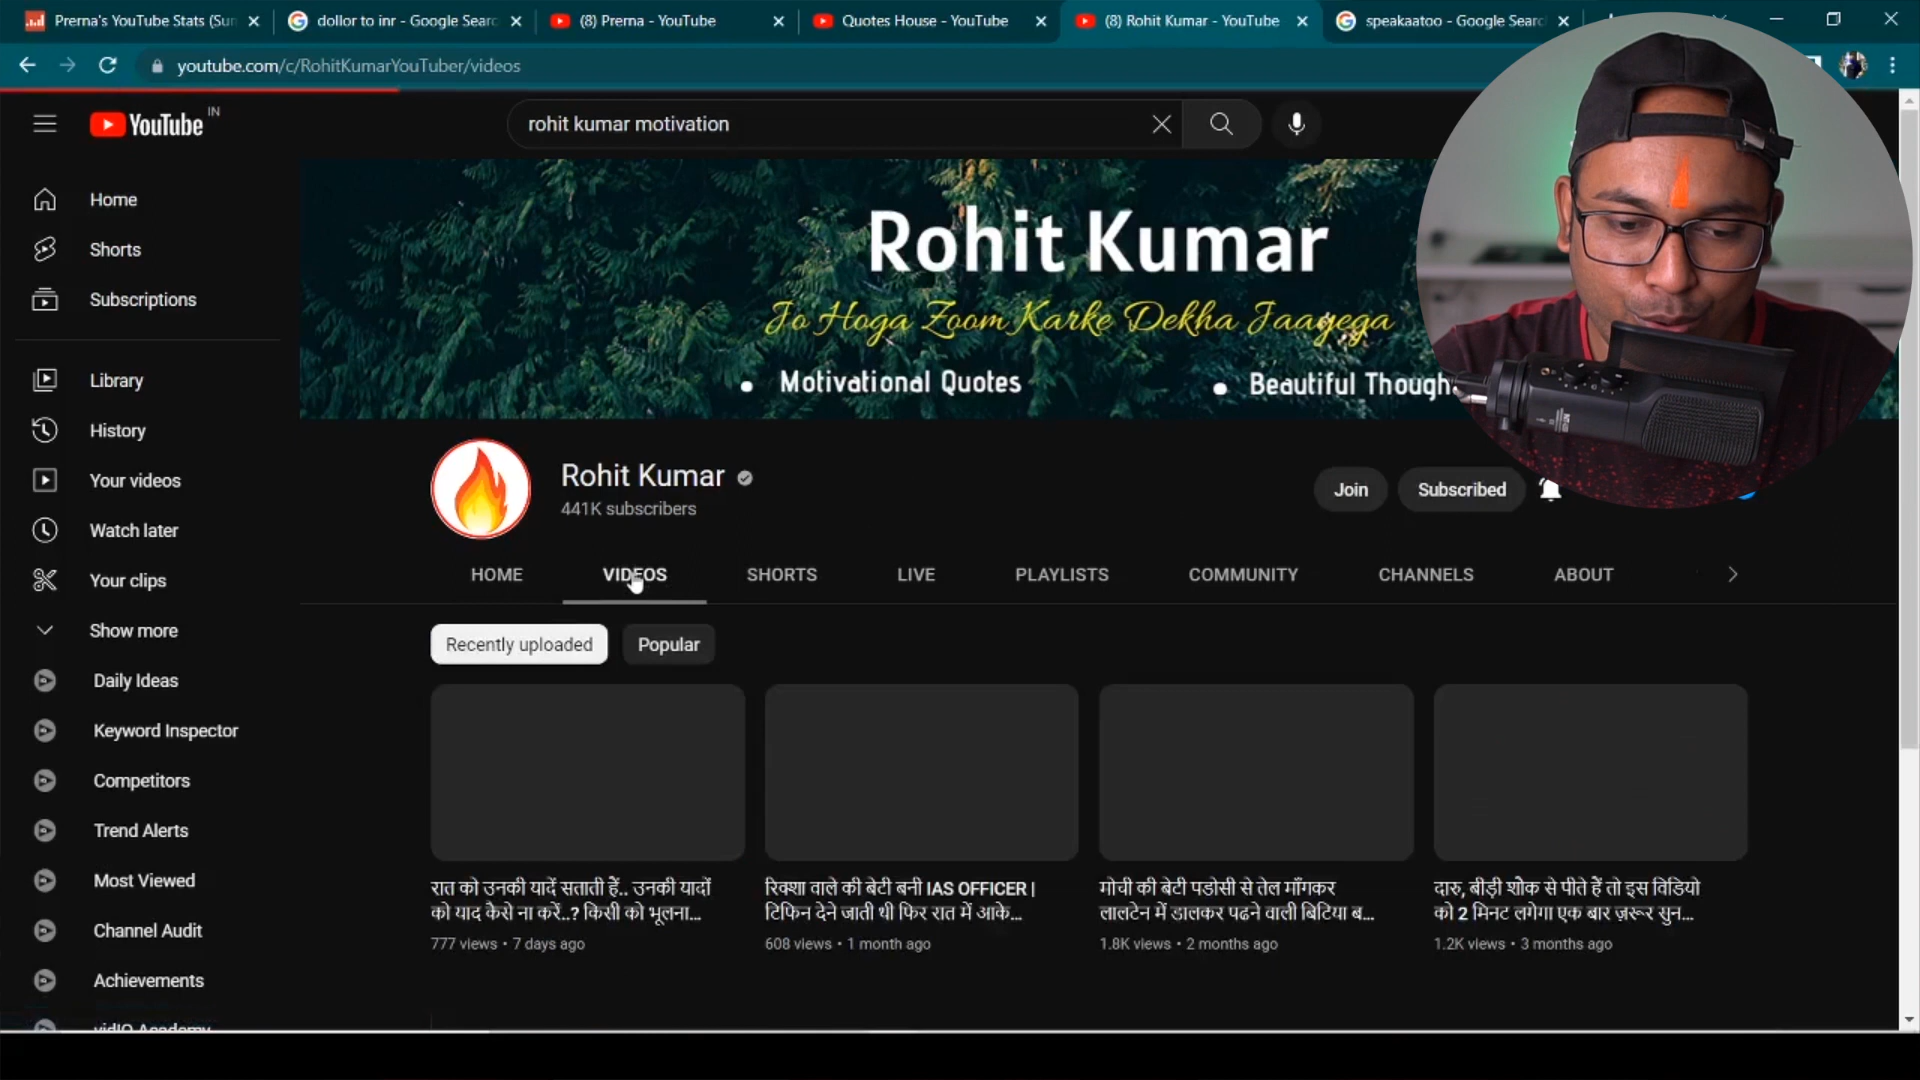 Prerna's YouTube Stats (Sun
dollor to inr - Google Searc
(8) Prerna - YouTube
Quotes House - YouTube
(8) Rohit Kumar - YouTube
speakaatoo - Google Searc
youtube.com/c/RohitKumarYouTuber/videos
YouTube IN
rohit kumar motivation
Home
Shorts
Subscriptions
Library
History
Your videos
Watch later
Your clips
Show more
Daily Ideas
Keyword Inspector
Competitors
Trend Alerts
Most Viewed
Channel Audit
Achievements
vidIQ Academy
Rohit Kumar
Jo Hoga Zoom Karke Dekha Jaayega
• Motivational Quotes • Beautiful Though
Rohit Kumar
441K subscribers
Join
Subscribed
HOME VIDEOS SHORTS LIVE PLAYLISTS COMMUNITY CHANNELS ABOUT
Recently uploaded Popular
रात को उनकी यादें सताती हैं.. उनकी यादों
को याद कैसे ना करें..? किसी को भूलना...
777 views • 7 days ago
रिक्शा वाले की बेटी बनी IAS OFFICER |
टिफिन देने जाती थी फिर रात में आके...
608 views • 1 month ago
मोची की बेटी पडोसी से तेल माँगकर
लालटेन में डालकर पढने वाली बिटिया ब...
1.8K views • 2 months ago
दारु, बीड़ी शौक से पीते हैं तो इस विडियो
को 2 मिनट लगेगा एक बार ज़रूर सुन...
1.2K views • 3 months ago